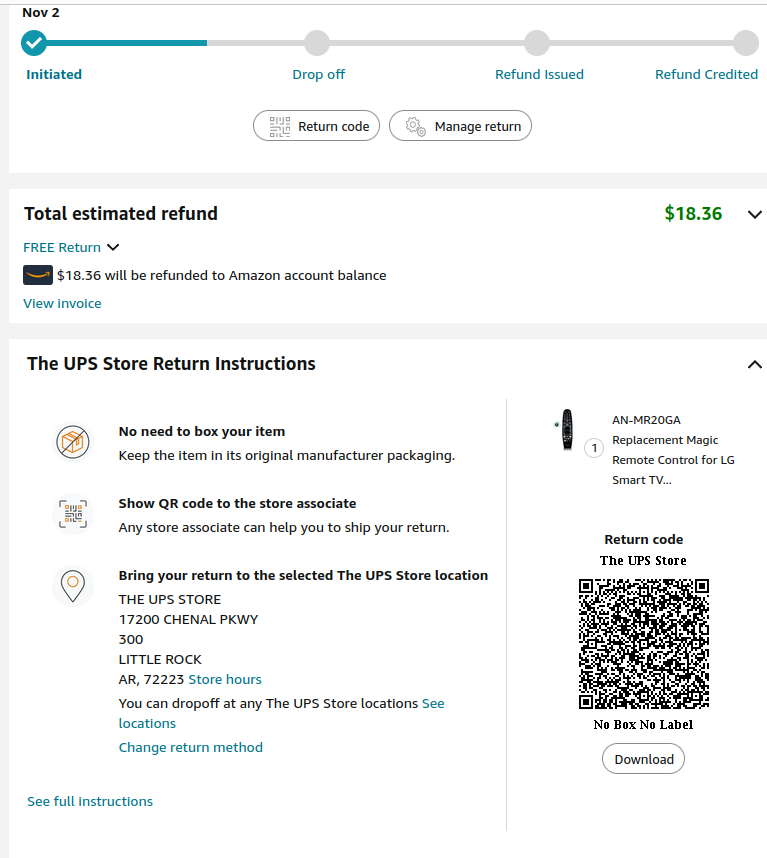 Nov 2
Initiated
Drop off
Refund Issued
Refund Credited
Return code
Manage return
Total estimated refund
$18.36
FREE Return
$18.36 will be refunded to Amazon account balance
View invoice
The UPS Store Return Instructions
No need to box your item
Keep the item in its original manufacturer packaging.
Show QR code to the store associate
Any store associate can help you to ship your return.
Bring your return to the selected The UPS Store location
THE UPS STORE
17200 CHENAL PKWY
300
LITTLE ROCK
AR, 72223 Store hours
You can dropoff at any The UPS Store locations See
locations
Change return method
See full instructions
1
AN-MR20GA
Replacement Magic
Remote Control for LG
Smart TV...
Return code
The UPS Store
No Box No Label
Download